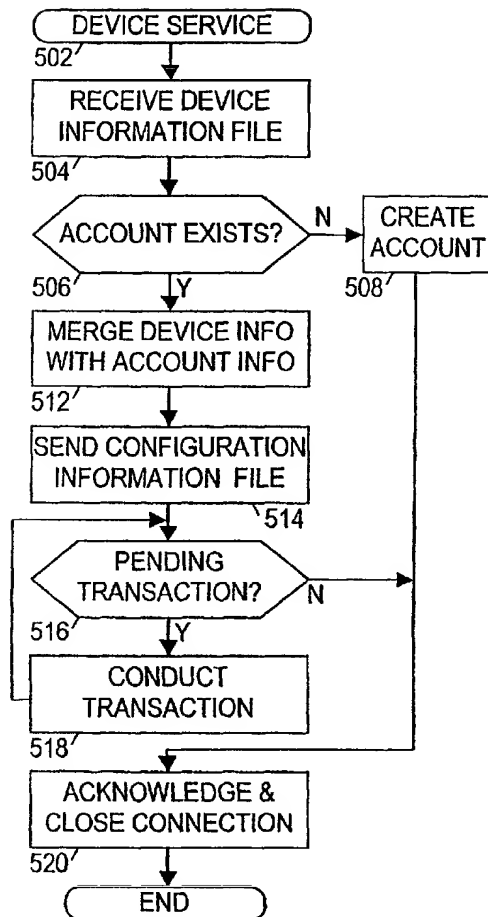 DEVICE SERVICE
502
RECEIVE DEVICE
INFORMATION FILE
504
ACCOUNT EXISTS?
N
CREATE
ACCOUNT
506
Y
508
MERGE DEVICE INFO
WITH ACCOUNT INFO
512
SEND CONFIGURATION
INFORMATION FILE
514
PENDING
TRANSACTION?
N
516
Y
CONDUCT
TRANSACTION
518
ACKNOWLEDGE &
CLOSE CONNECTION
520
END